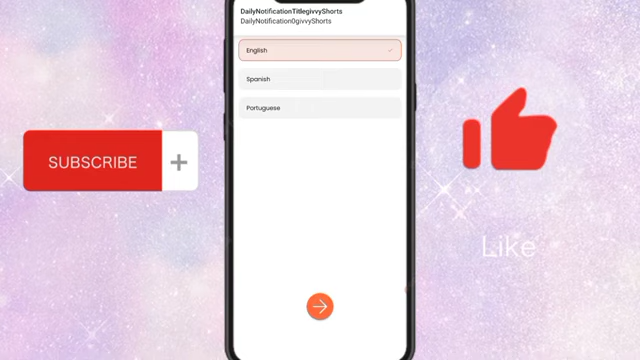 DailyNotificationTitlegivvyShorts
DailyNotification0givvyShorts
English
Spanish
Portuguese
SUBSCRIBE +
Like